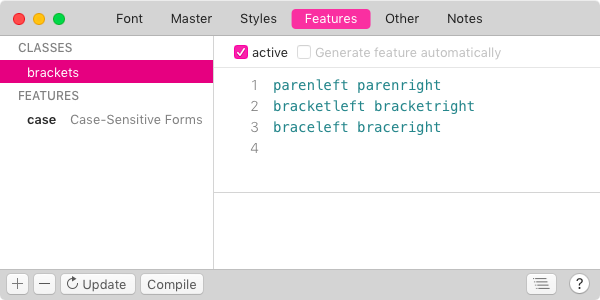 Font Master Styles Features Other Notes
CLASSES
brackets
FEATURES
case Case-Sensitive Forms
active Generate feature automatically
1 parenleft parenright
2 bracketleft bracketright
3 braceleft braceright
4
+ − Update Compile ?